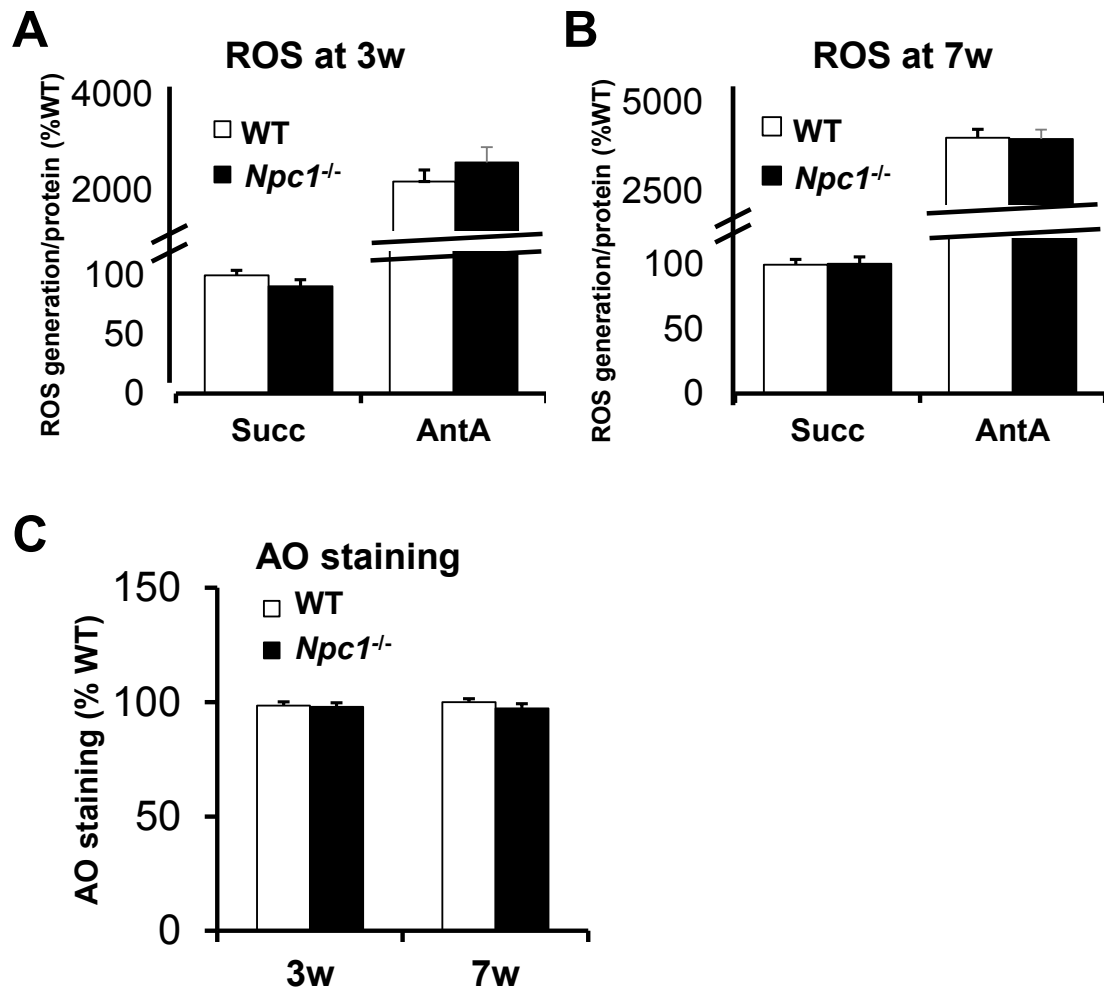 A
ROS at 3w
ROS generation/protein (%WT)
4000
2000
100
50
0
WT
Npc1-/-
Succ
AntA
B
ROS at 7w
ROS generation/protein (%WT)
5000
2500
100
50
0
WT
Npc1-/-
Succ
AntA
C
AO staining
AO staining (% WT)
150
100
50
0
WT
Npc1-/-
3w
7w